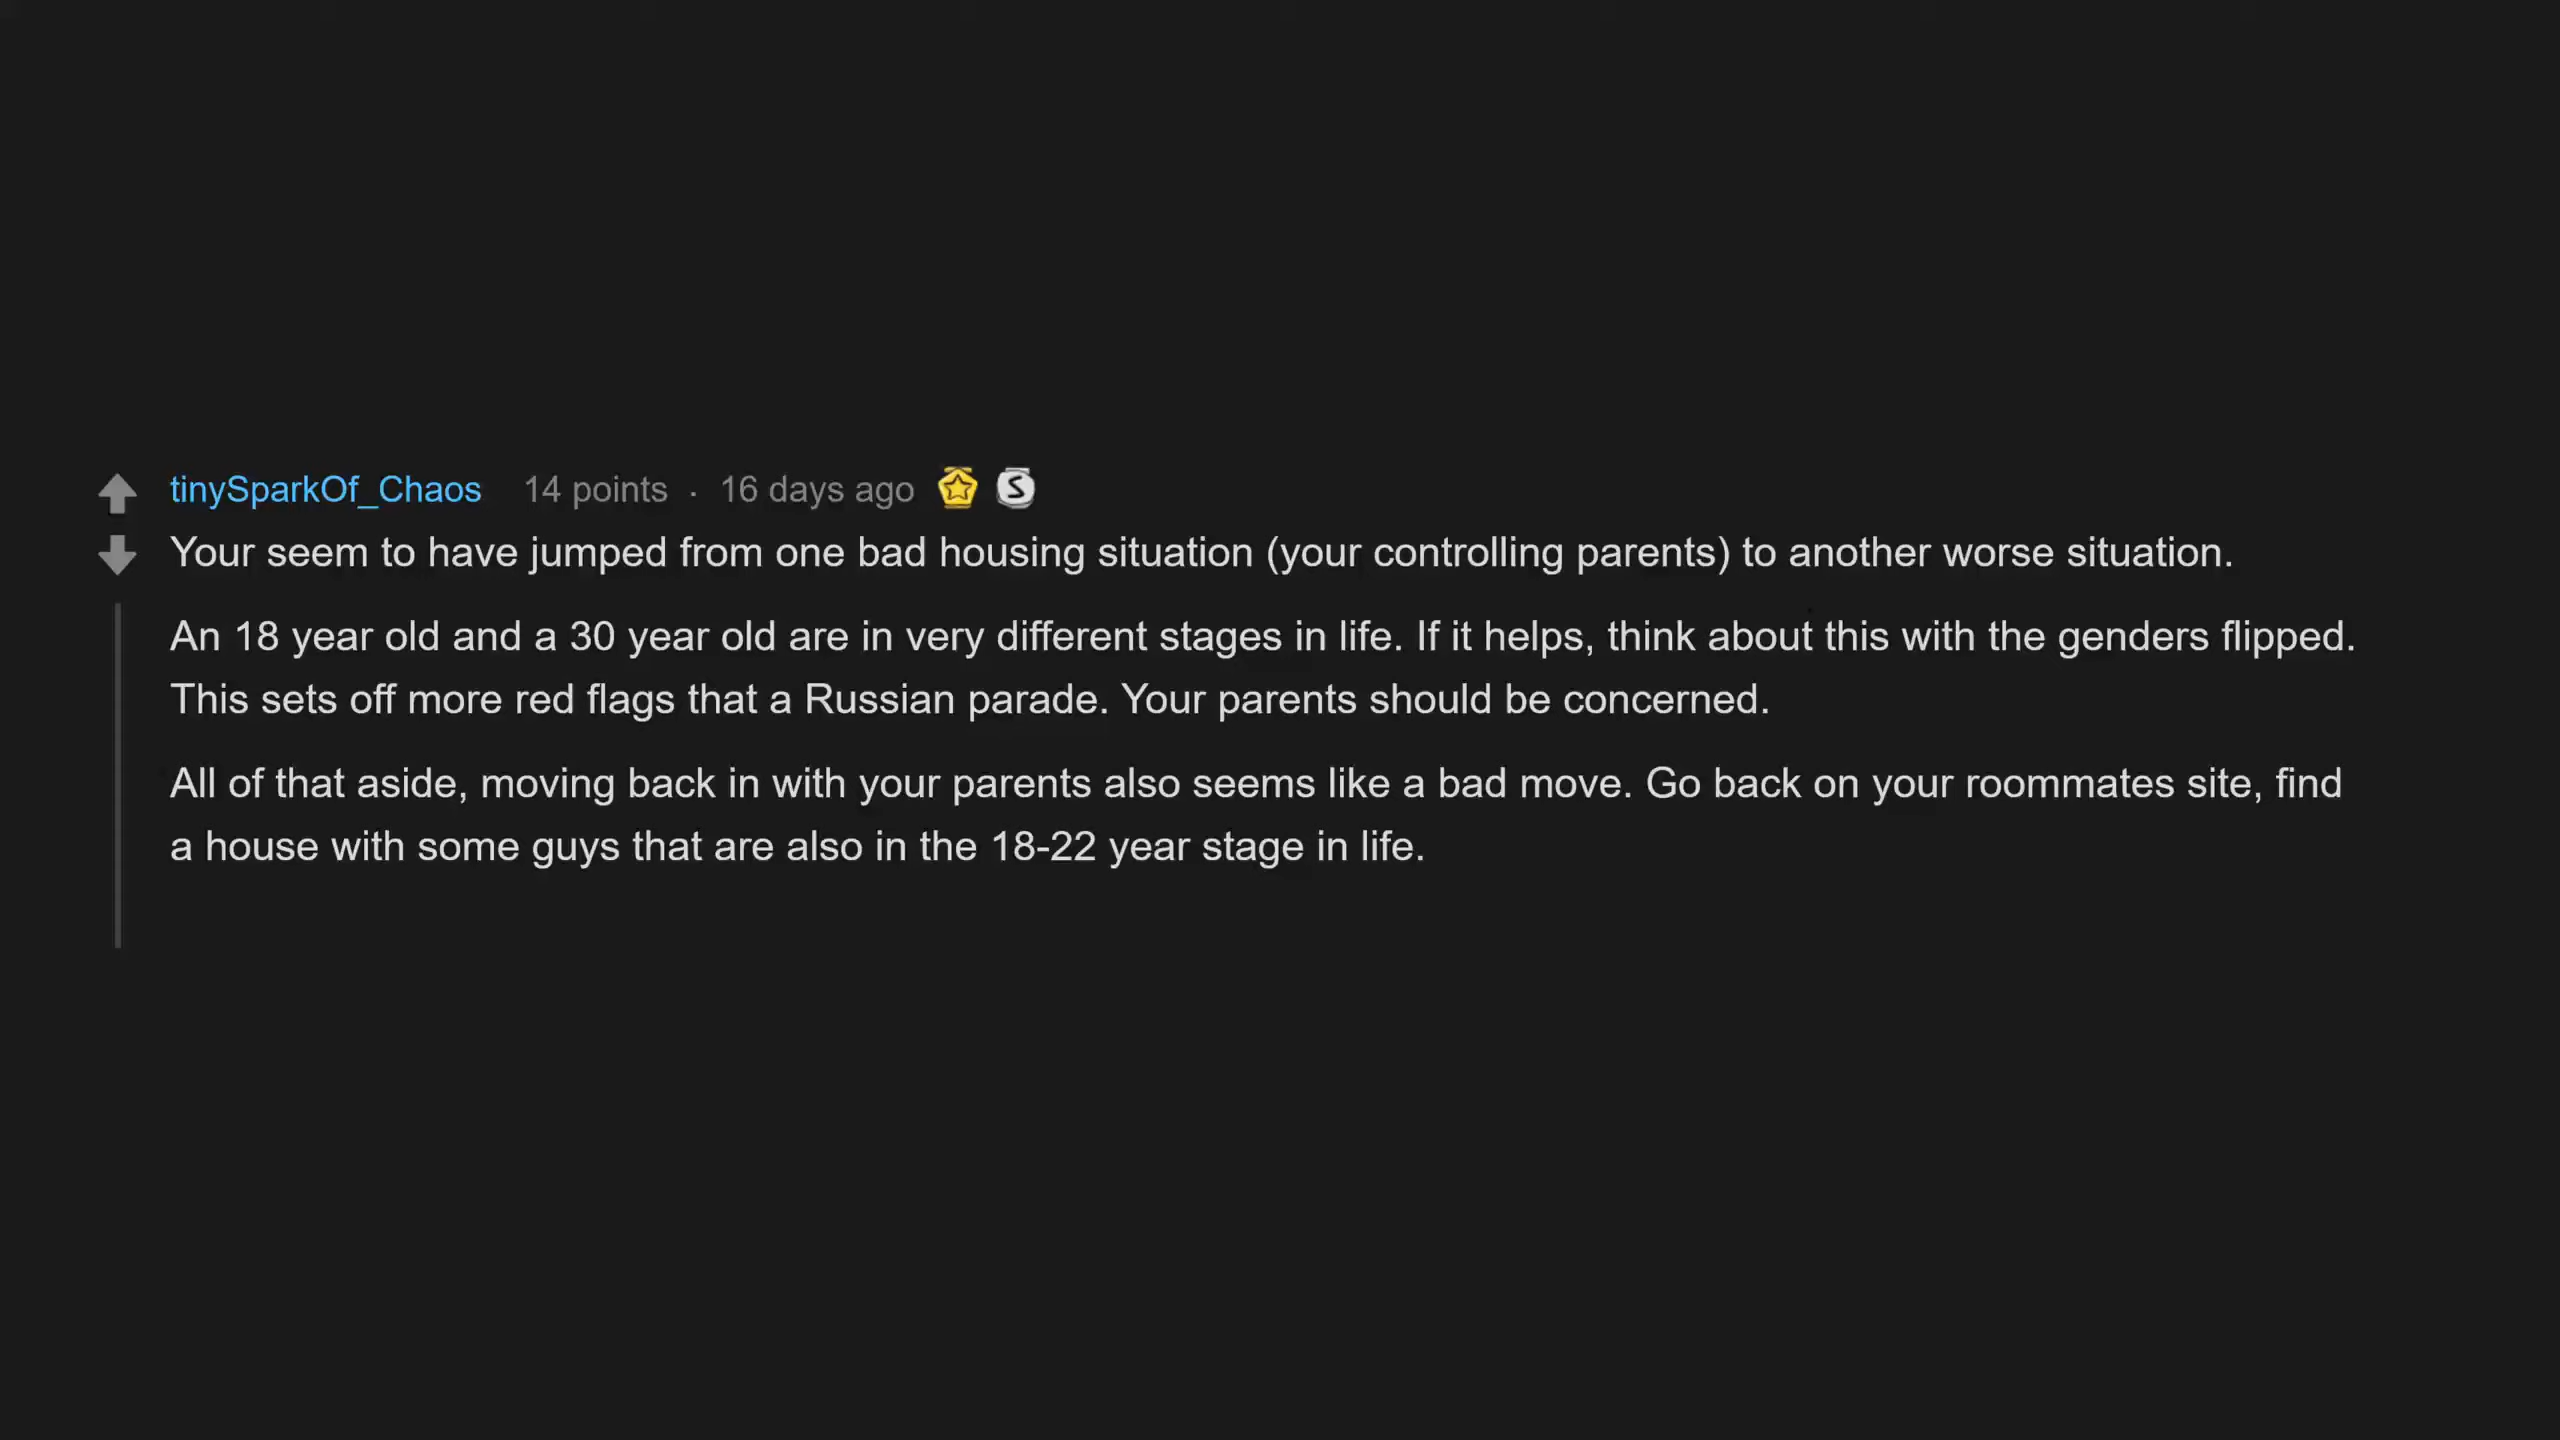 tinySparkOf_Chaos 14 points . 16 days ago S
Your seem to have jumped from one bad housing situation (your controlling parents) to another worse situation.
An 18 year old and a 30 year old are in very different stages in life. If it helps, think about this with the genders flipped.
This sets off more red flags that a Russian parade. Your parents should be concerned.
All of that aside, moving back in with your parents also seems like a bad move. Go back on your roommates site, find
a house with some guys that are also in the 18-22 year stage in life.